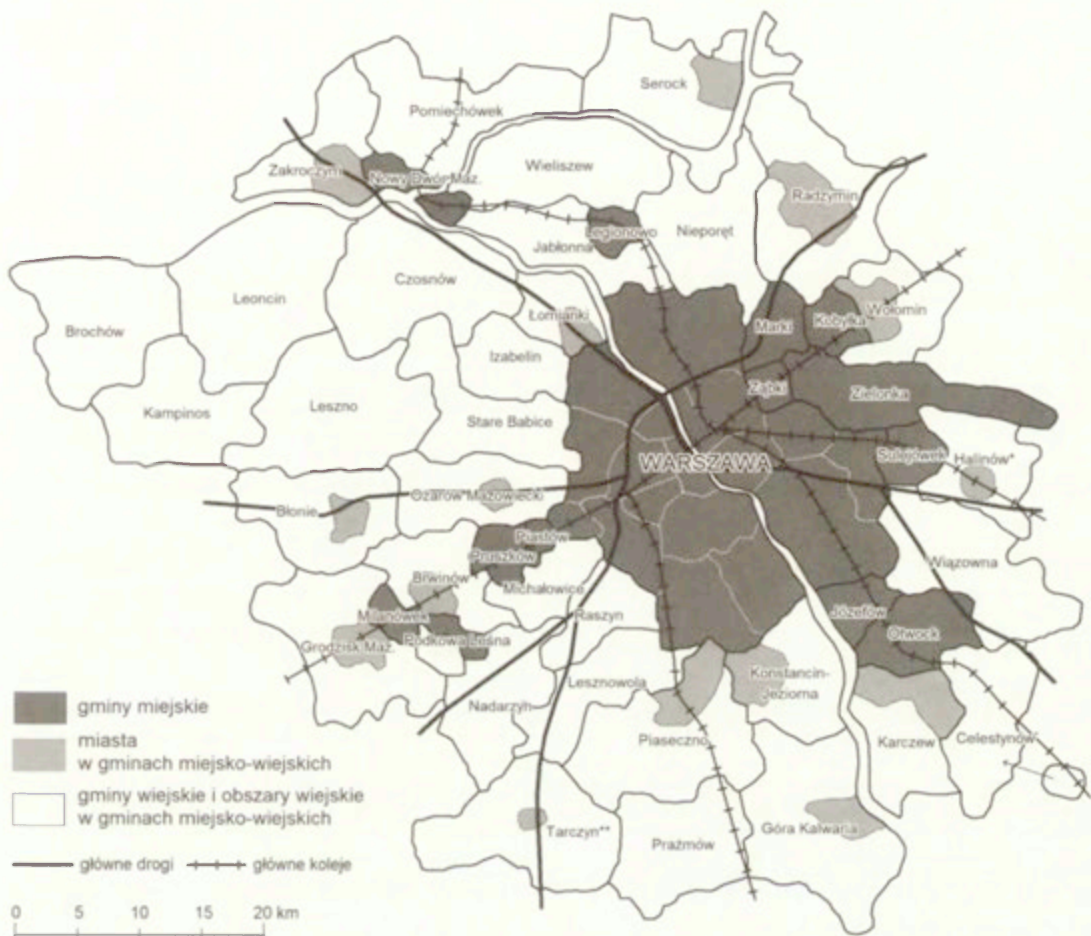 Serock
Pomiechówek
Wieliszew
Zakroczym
Nowy Dwór Maz.
Radzymin
Legionowo
Nieporęt
Jabłonna
Czosnów
Leoncin
Wołomin
Łomianki
Kobyłka
Marki
Brochów
Izabelin
Ząbki
Zielonka
Leszno
Kampinos
Stare Babice
Sulejówek
Halinów*
WARSZAWA
Ożarów Mazowiecki
Błonie
Piastów
Pruszków
Wiązowna
Brwinów
Michałowice
Józefów
Milanówek
Raszyn
Otwock
Podkowa Leśna
Grodzisk Maz.
Konstancin-
Jeziorna
Lesznowola
Nadarzyn
Piaseczno
Karczew
Celestynów
Tarczyn**
Prażmów
Góra Kalwaria
gminy miejskie
miasta
w gminach miejsko-wiejskich
gminy wiejskie i obszary wiejskie
w gminach miejsko-wiejskich
główne drogi główne koleje
0 5 10 15 20 km